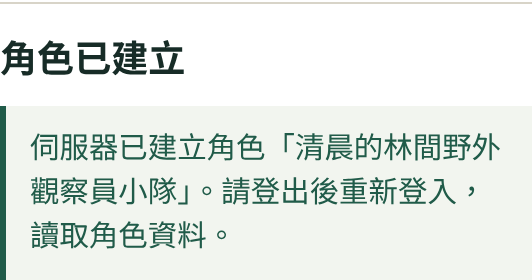 角色已建立
伺服器已建立角色「清晨的林間野外
觀察員小隊」。請登出後重新登入，
讀取角色資料。